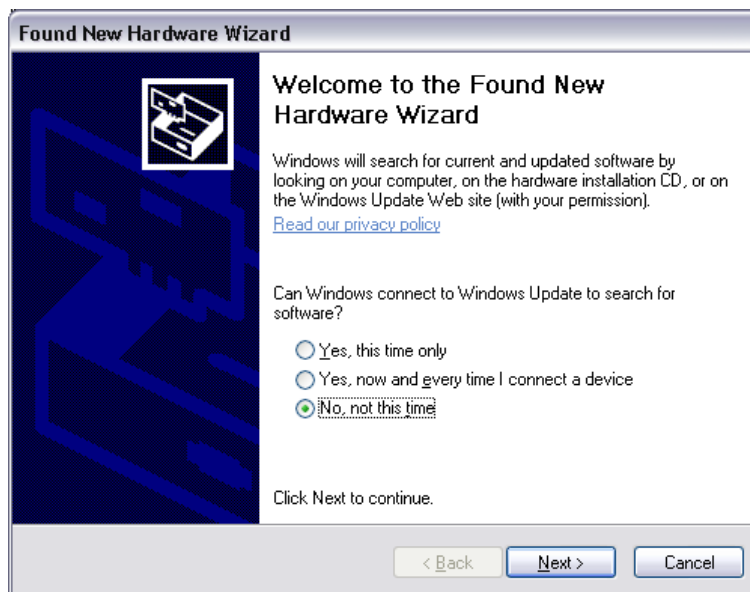 Found New Hardware Wizard
Welcome to the Found New
Hardware Wizard
Windows will search for current and updated software by
looking on your computer, on the hardware installation CD, or on
the Windows Update Web site (with your permission).
Read our privacy policy
Can Windows connect to Windows Update to search for
software?
Yes, this time only
Yes, now and every time I connect a device
No, not this time
Click Next to continue.
< Back Next > Cancel